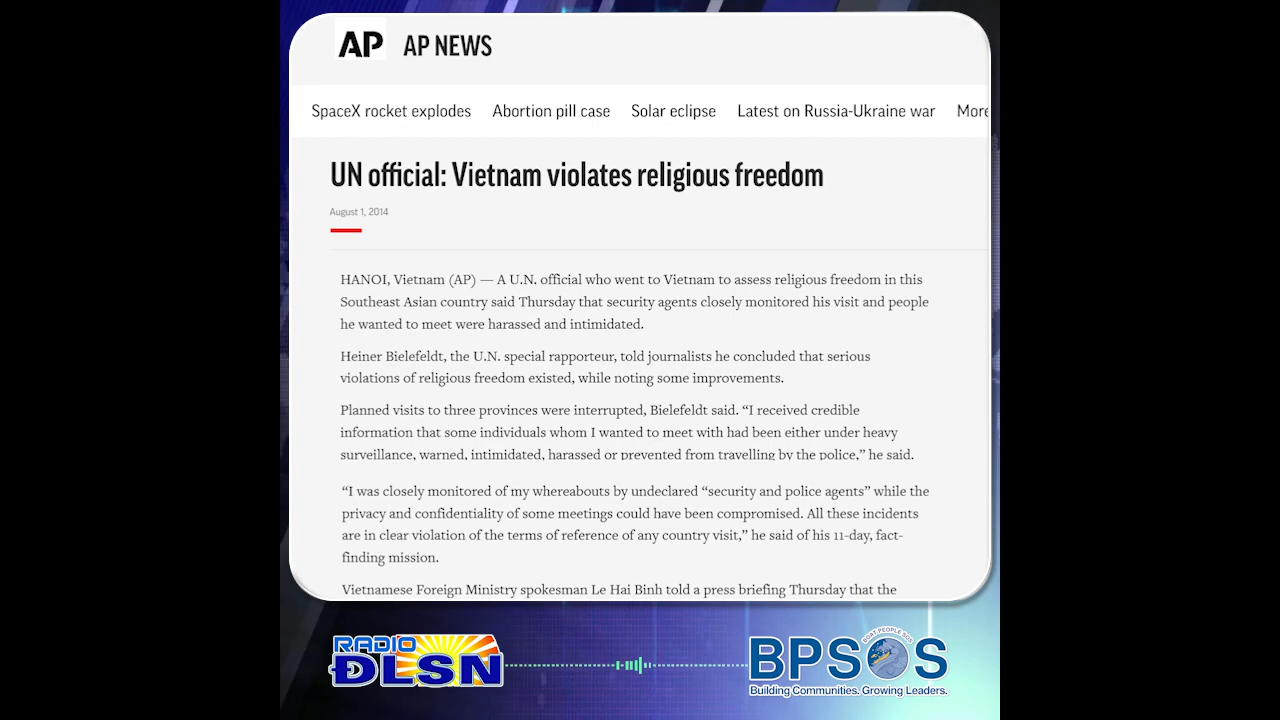 AP AP NEWS
SpaceX rocket explodes Abortion pill case Solar eclipse Latest on Russia-Ukraine war More
UN official: Vietnam violates religious freedom
August 1, 2014
HANOI, Vietnam (AP) — A U.N. official who went to Vietnam to assess religious freedom in this
Southeast Asian country said Thursday that security agents closely monitored his visit and people
he wanted to meet were harassed and intimidated.
Heiner Bielefeldt, the U.N. special rapporteur, told journalists he concluded that serious
violations of religious freedom existed, while noting some improvements.
Planned visits to three provinces were interrupted, Bielefeldt said. “I received credible
information that some individuals whom I wanted to meet with had been either under heavy
surveillance, warned, intimidated, harassed or prevented from travelling by the police,” he said.
“I was closely monitored of my whereabouts by undeclared “security and police agents” while the
privacy and confidentiality of some meetings could have been compromised. All these incidents
are in clear violation of the terms of reference of any country visit,” he said of his 11-day, fact-
finding mission.
Vietnamese Foreign Ministry spokesman Le Hai Binh told a press briefing Thursday that the
RADIO
ĐLSN
BOAT PEOPLE SOS
BPSOS
Building Communities. Growing Leaders.